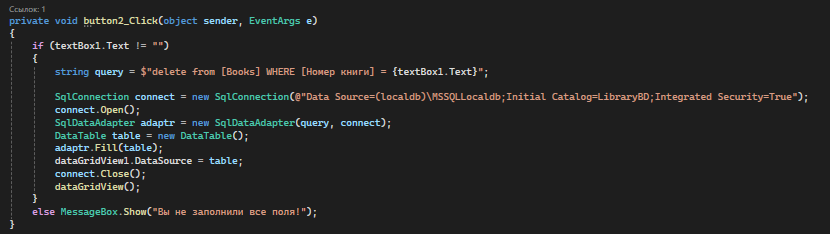 Ссылок: 1
private void button2_Click(object sender, EventArgs e)
{
if (textBox1.Text != "")
{
string query = $"delete from [Books] WHERE [Номер книги] = {textBox1.Text}";
SqlConnection connect = new SqlConnection(@"Data Source=(localdb)\MSSQLLocaldb;Initial Catalog=LibraryBD;Integrated Security=True");
connect.Open();
SqlDataAdapter adaptr = new SqlDataAdapter(query, connect);
DataTable table = new DataTable();
adaptr.Fill(table);
dataGridView1.DataSource = table;
connect.Close();
dataGridView();
}
else MessageBox.Show("Вы не заполнили все поля!");
}